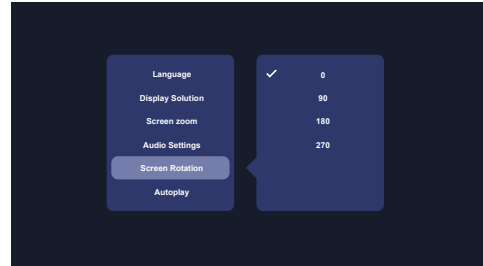 Language
Display Solution
Screen zoom
Audio Settings
Screen Rotation
Autoplay
0
90
180
270